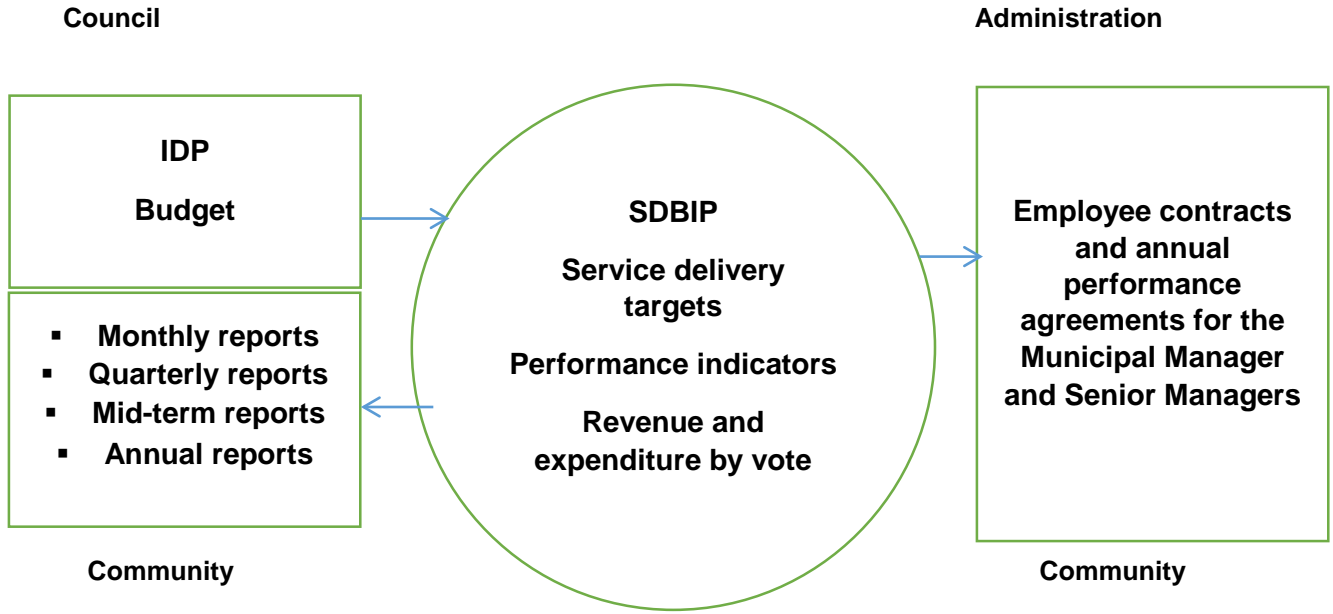 Council
Administration
IDP
Budget
▪ Monthly reports
▪ Quarterly reports
▪ Mid-term reports
▪ Annual reports
SDBIP
Service delivery
targets
Performance indicators
Revenue and
expenditure by vote
Employee contracts
and annual
performance
agreements for the
Municipal Manager
and Senior Managers
Community
Community